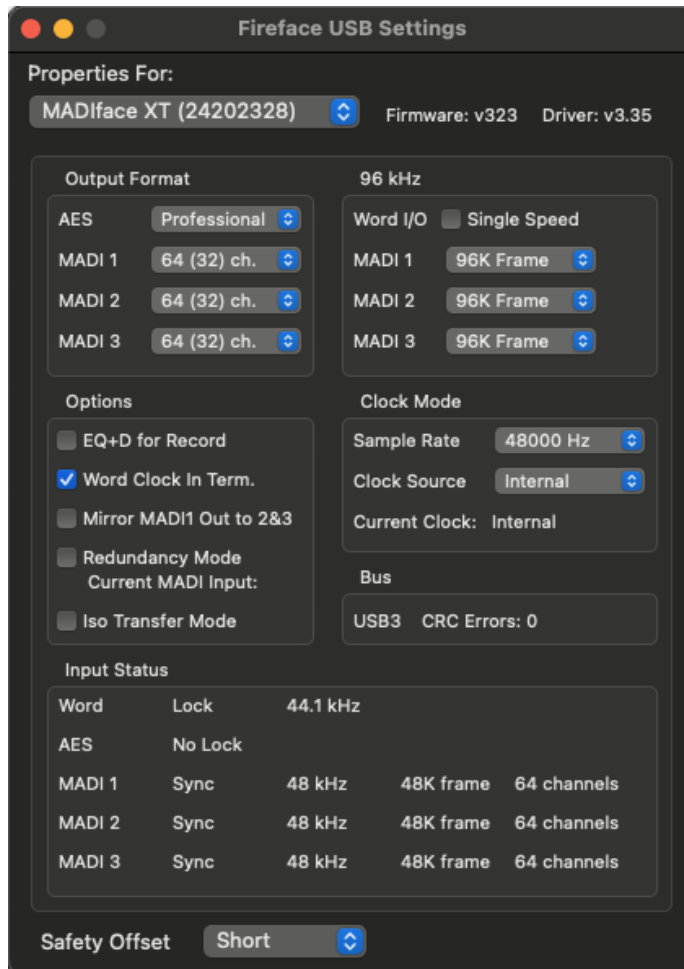 Fireface USB Settings
Properties For:
MADIface XT (24202328) Firmware: v323 Driver: v3.35
Output Format
AES Professional
MADI 1 64 (32) ch.
MADI 2 64 (32) ch.
MADI 3 64 (32) ch.
96 kHz
Word I/O Single Speed
MADI 1 96K Frame
MADI 2 96K Frame
MADI 3 96K Frame
Options
EQ+D for Record
Word Clock In Term.
Mirror MADI1 Out to 2&3
Redundancy Mode
Current MADI Input:
Iso Transfer Mode
Clock Mode
Sample Rate 48000 Hz
Clock Source Internal
Current Clock: Internal
Bus
USB3 CRC Errors: 0
Input Status
Word Lock 44.1 kHz
AES No Lock
MADI 1 Sync 48 kHz 48K frame 64 channels
MADI 2 Sync 48 kHz 48K frame 64 channels
MADI 3 Sync 48 kHz 48K frame 64 channels
Safety Offset Short